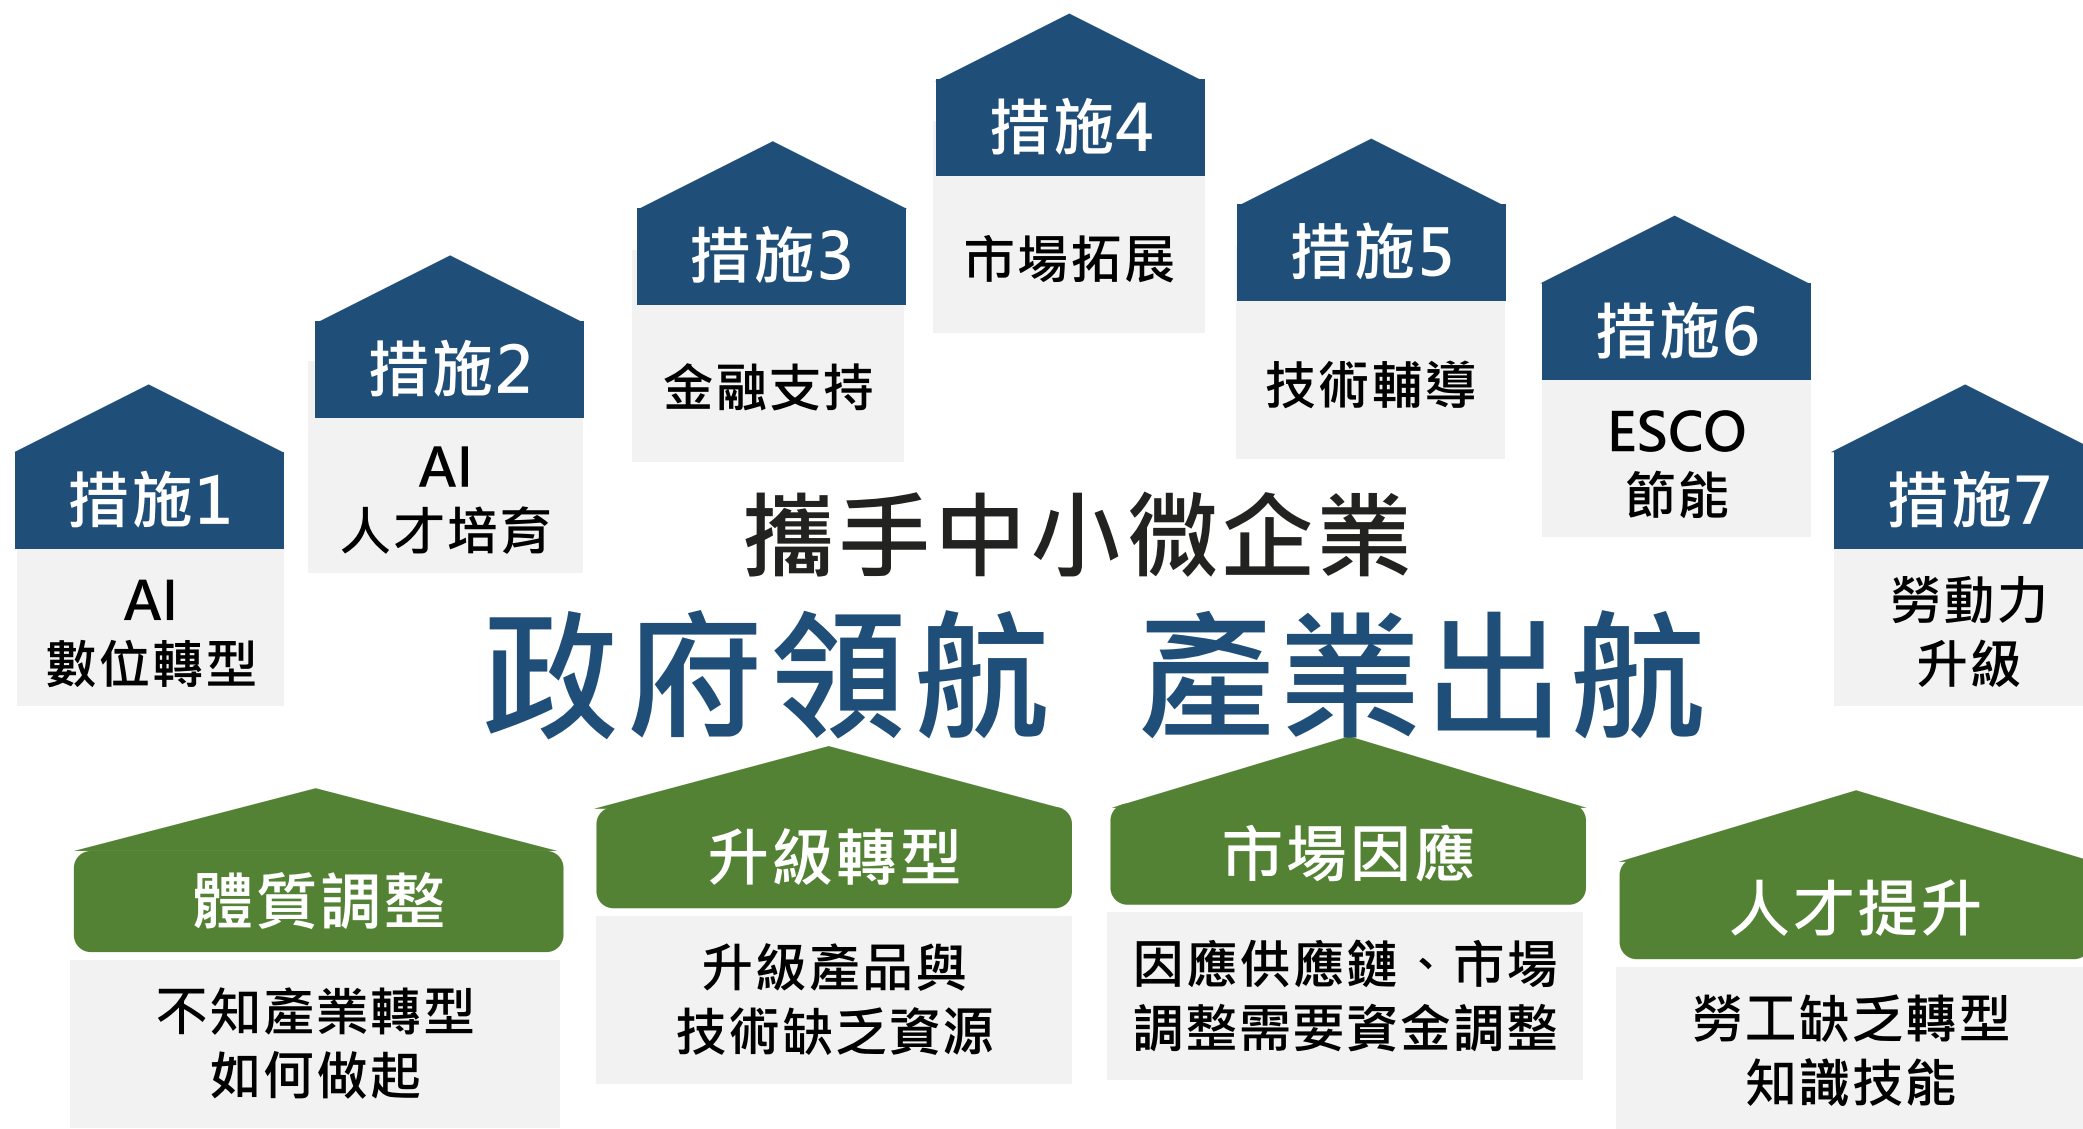 措施1
AI
數位轉型
措施2
AI
人才培育
措施3
金融支持
措施4
市場拓展
措施5
技術輔導
措施6
ESCO
節能
措施7
勞動力
升級
攜手中小微企業
政府領航 產業出航
體質調整
不知產業轉型
如何做起
升級轉型
升級產品與
技術缺乏資源
市場因應
因應供應鏈、市場
調整需要資金調整
人才提升
勞工缺乏轉型
知識技能